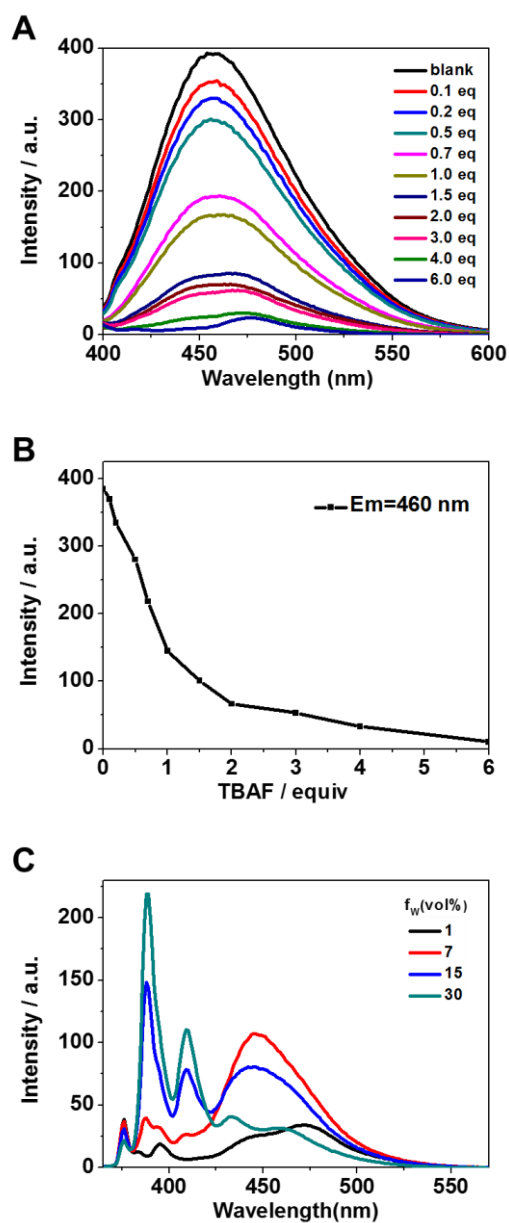 A
400
300
200
100
0
Intensity / a.u.
blank
0.1 eq
0.2 eq
0.5 eq
0.7 eq
1.0 eq
1.5 eq
2.0 eq
3.0 eq
4.0 eq
6.0 eq
400 450 500 550 600
Wavelength (nm)
B
400
300
200
100
0
Intensity / a.u.
Em=460 nm
0 1 2 3 4 5 6
TBAF / equiv
C
200
150
100
50
0
Intensity / a.u.
fw(vol%)
1
7
15
30
400 450 500 550
Wavelength(nm)